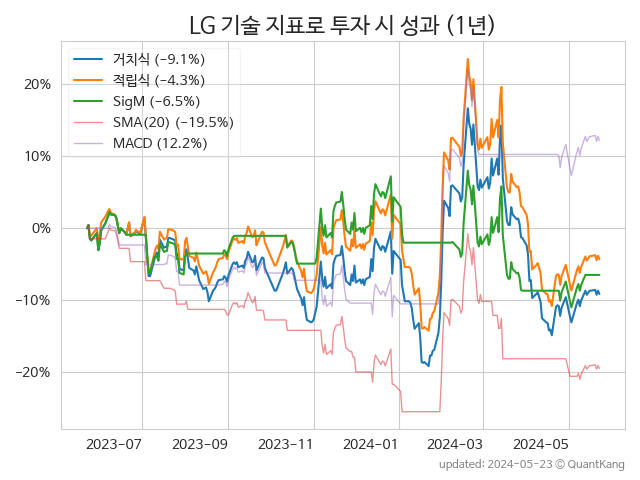 LG 기술 지표로 투자 시 성과 (1년)
거치식 (−9.1%)
적립식 (−4.3%)
SigM (−6.5%)
SMA(20) (−19.5%)
MACD (12.2%)
20%
10%
0%
−10%
−20%
2023-07
2023-09
2023-11
2024-01
2024-03
2024-05
updated: 2024-05-23 ⓒ QuantKang